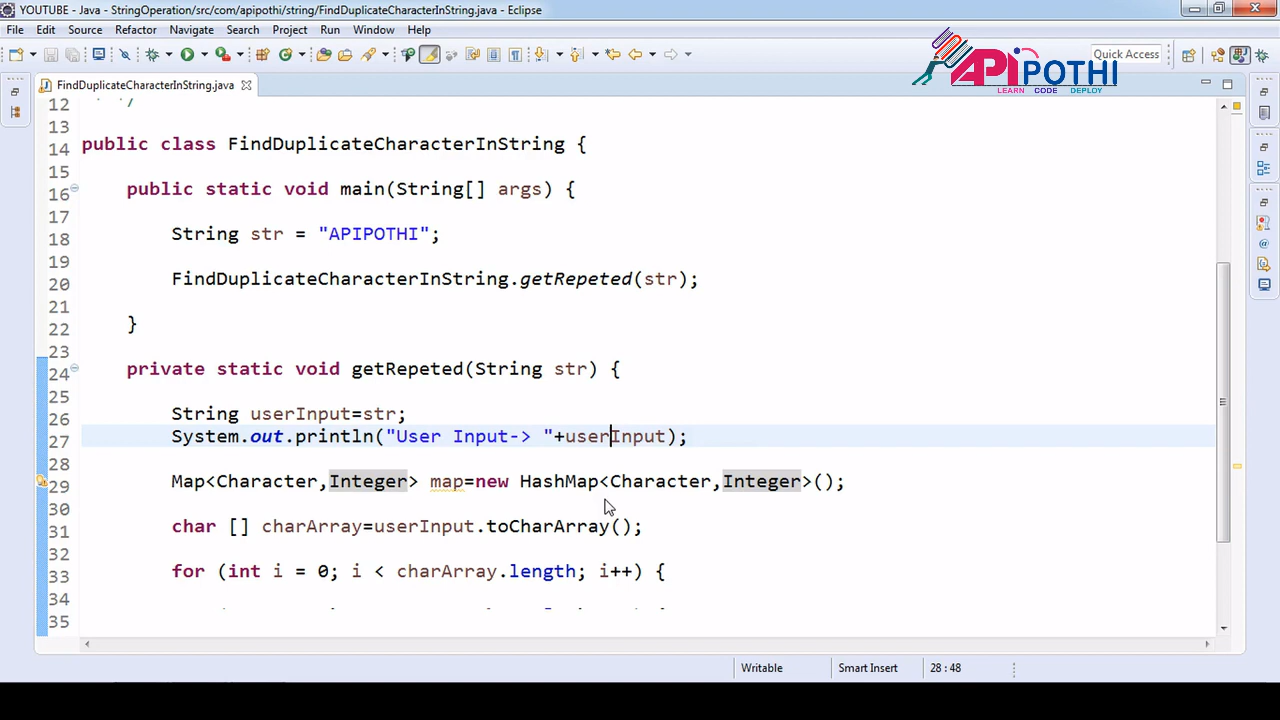 YOUTUBE - Java - StringOperation/src/com/apipothi/string/FindDuplicateCharacterInString.java - Eclipse
File Edit Source Refactor Navigate Search Project Run Window Help
Quick Access
APIPOTHI
LEARN CODE DEPLOY
FindDuplicateCharacterInString.java
12 * */
13
14 public class FindDuplicateCharacterInString {
15
16 public static void main(String[] args) {
17
18 String str = "APIPOTHI";
19
20 FindDuplicateCharacterInString.getRepeted(str);
21
22 }
23
24 private static void getRepeted(String str) {
25
26 String userInput=str;
27 System.out.println("User Input-> "+userInput);
28
29 Map<Character,Integer> map=new HashMap<Character,Integer>();
30
31 char [] charArray=userInput.toCharArray();
32
33 for (int i = 0; i < charArray.length; i++) {
34
35
Writable Smart Insert 28 : 48